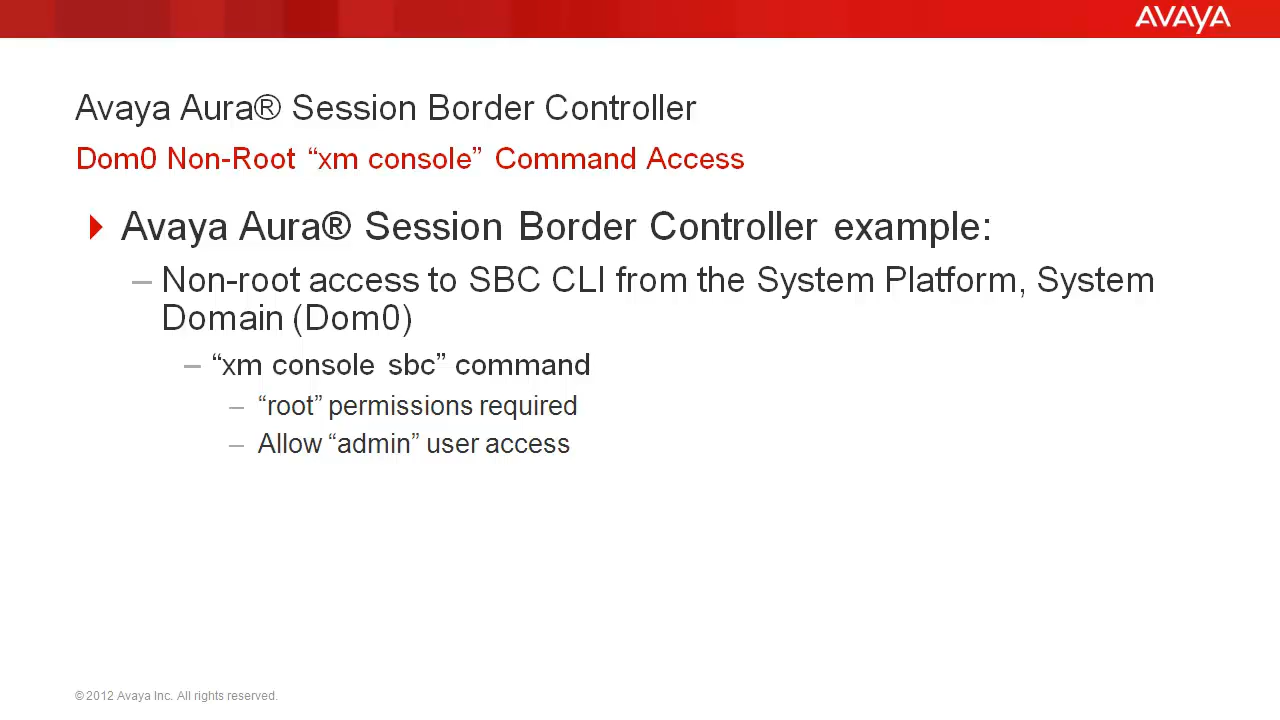 AVAYA
Avaya Aura® Session Border Controller
Dom0 Non-Root “xm console” Command Access
Avaya Aura® Session Border Controller example:
– Non-root access to SBC CLI from the System Platform, System
Domain (Dom0)
– “xm console sbc” command
– “root” permissions required
– Allow “admin” user access
© 2012 Avaya Inc. All rights reserved.